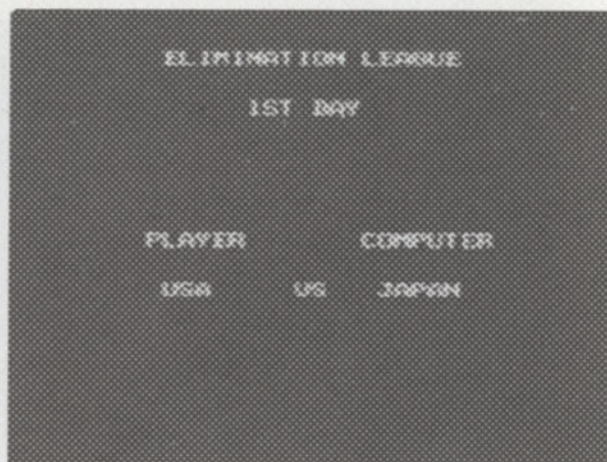 ELIMINATION LEAGUE
1ST DAY
PLAYER COMPUTER
USA VS JAPAN